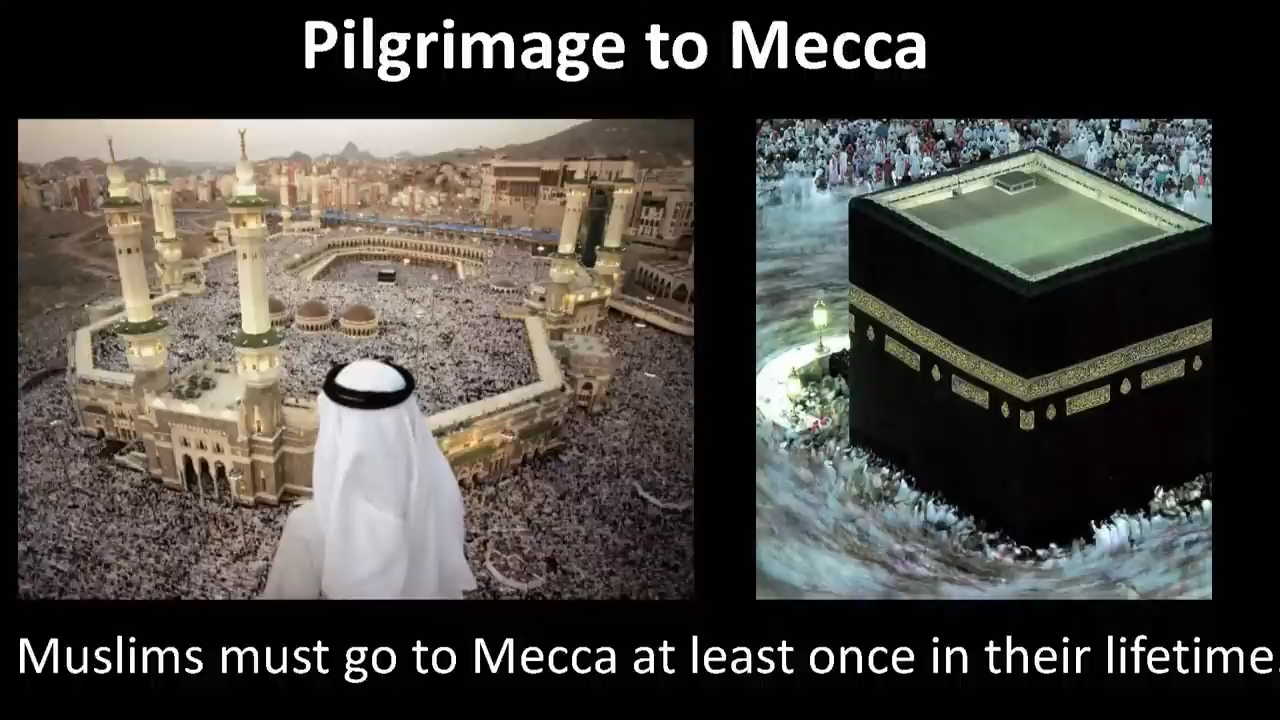 Pilgrimage to Mecca
Muslims must go to Mecca at least once in their lifetime